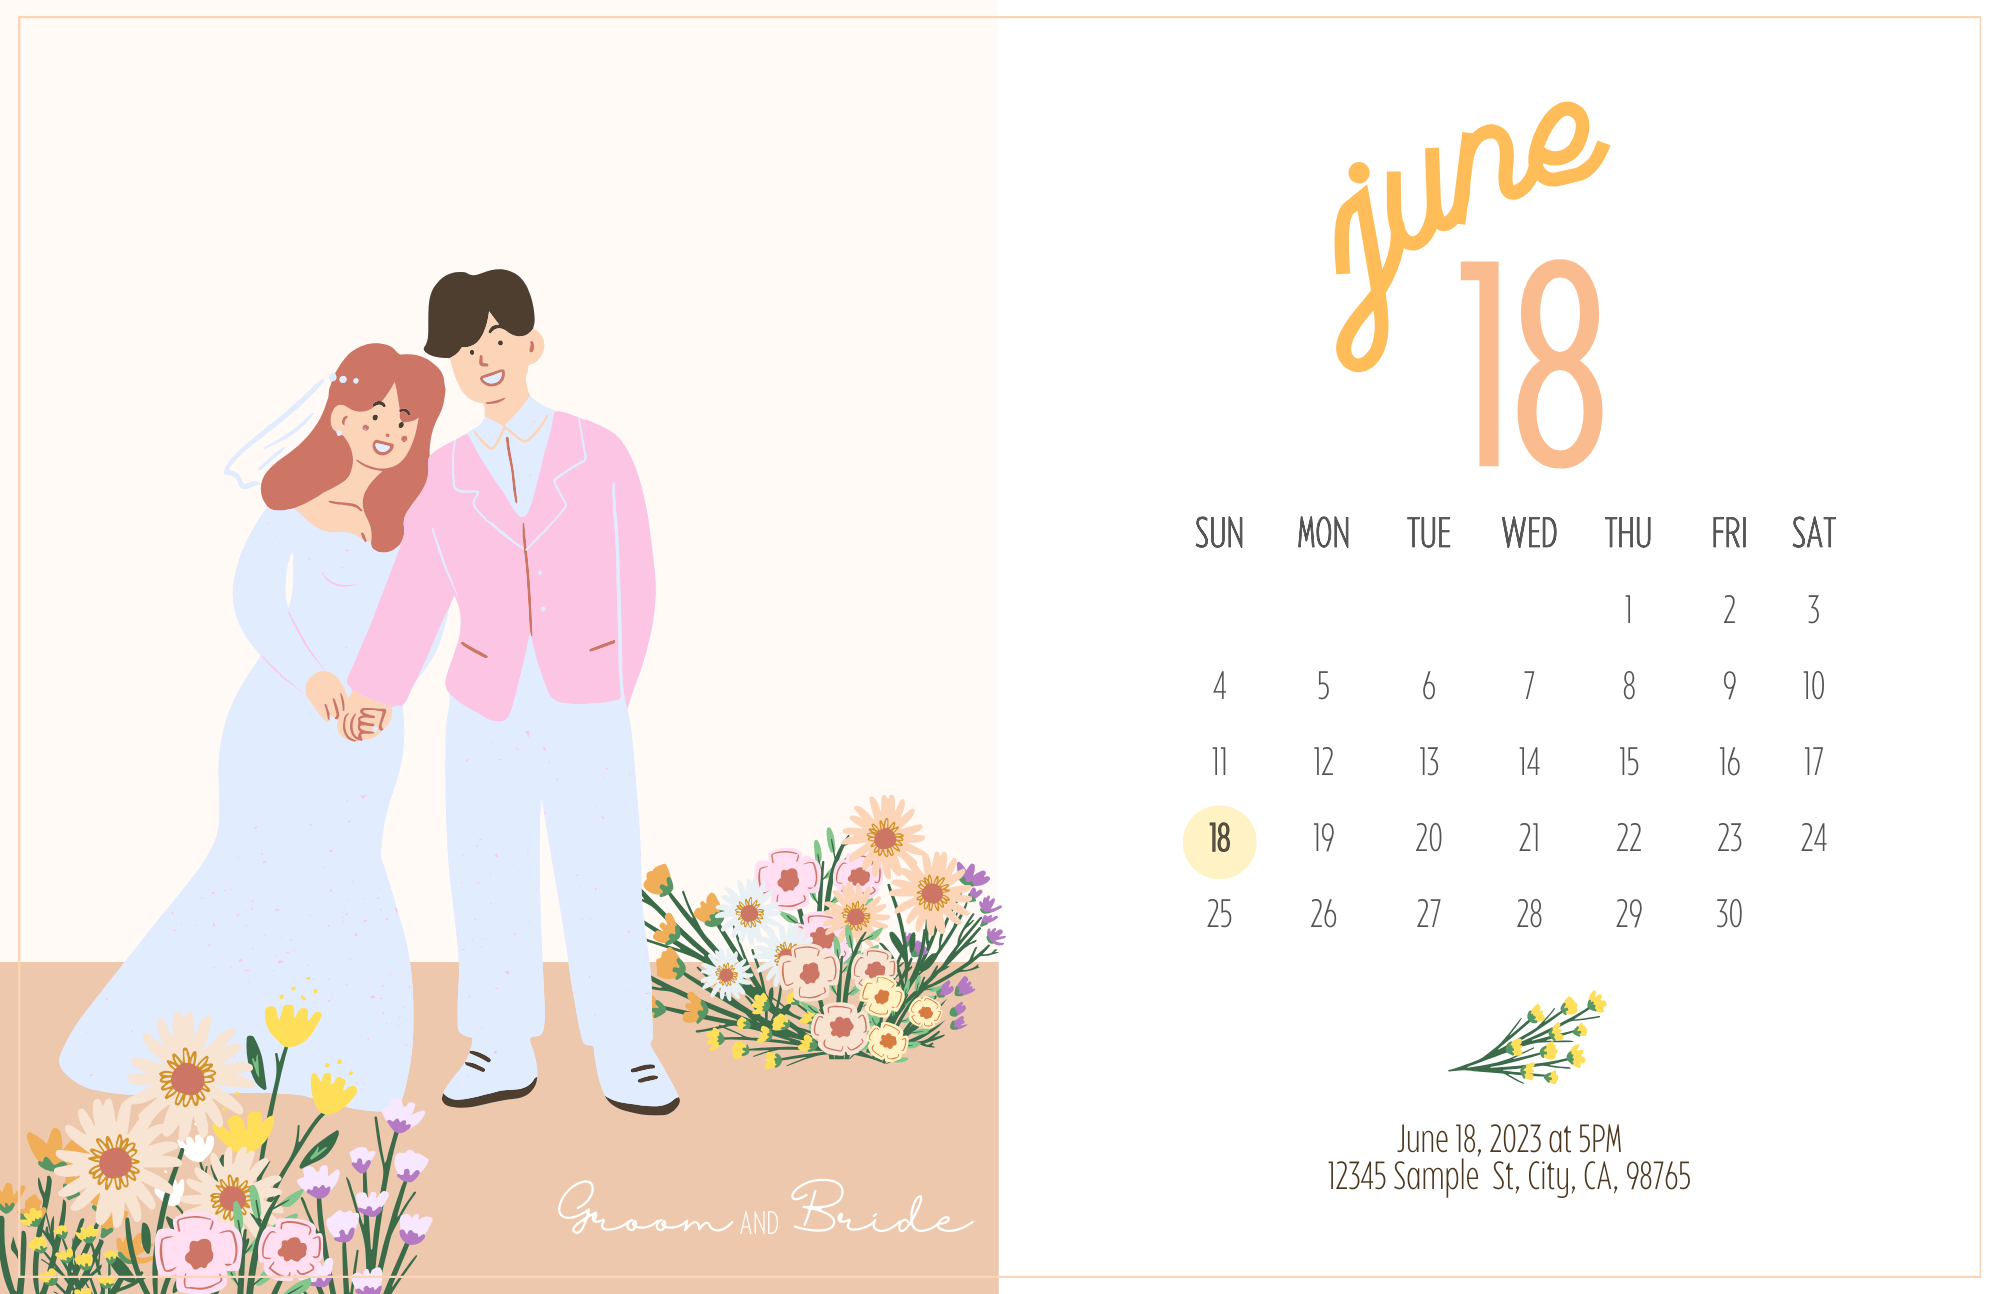 Groom AND Bride
june
18
SUN MON TUE WED THU FRI SAT
1 2 3
4 5 6 7 8 9 10
11 12 13 14 15 16 17
18 19 20 21 22 23 24
25 26 27 28 29 30
June 18, 2023 at 5PM
12345 Sample St, City, CA, 98765